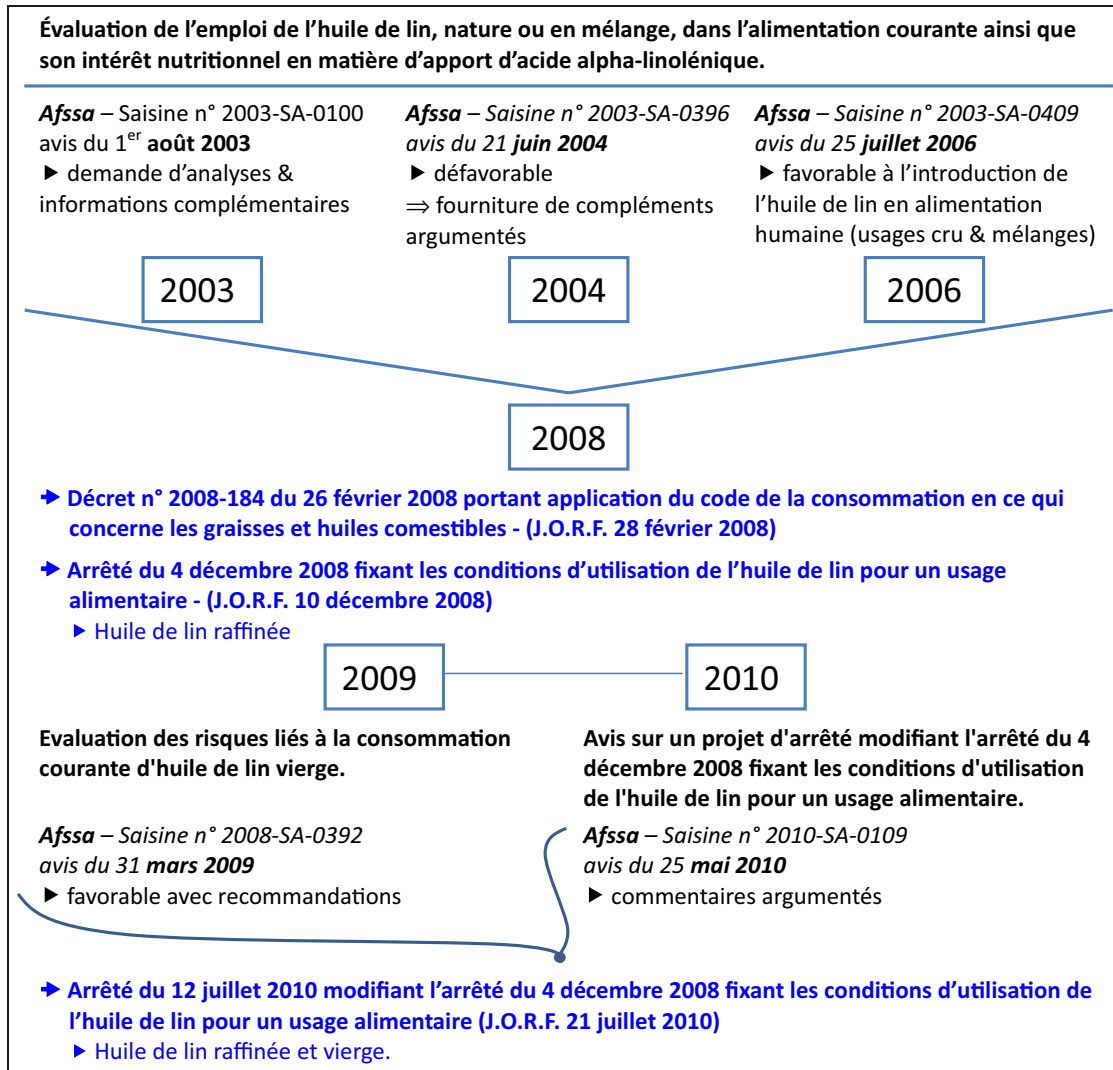 Évaluation de l’emploi de l’huile de lin, nature ou en mélange, dans l’alimentation courante ainsi que
son intérêt nutritionnel en matière d’apport d’acide alpha-linolénique.
Afssa – Saisine n° 2003-SA-0100
avis du 1er août 2003
► demande d’analyses &
informations complémentaires
Afssa – Saisine n° 2003-SA-0396
avis du 21 juin 2004
► défavorable
⇒ fourniture de compléments
argumentés
Afssa – Saisine n° 2003-SA-0409
avis du 25 juillet 2006
► favorable à l’introduction de
l’huile de lin en alimentation
humaine (usages cru & mélanges)
2003
2004
2006
2008
➔ Décret n° 2008-184 du 26 février 2008 portant application du code de la consommation en ce qui
concerne les graisses et huiles comestibles - (J.O.R.F. 28 février 2008)
➔ Arrêté du 4 décembre 2008 fixant les conditions d’utilisation de l’huile de lin pour un usage
alimentaire - (J.O.R.F. 10 décembre 2008)
► Huile de lin raffinée
2009
2010
Evaluation des risques liés à la consommation
courante d'huile de lin vierge.
Afssa – Saisine n° 2008-SA-0392
avis du 31 mars 2009
► favorable avec recommandations
Avis sur un projet d'arrêté modifiant l'arrêté du 4
décembre 2008 fixant les conditions d'utilisation
de l'huile de lin pour un usage alimentaire.
Afssa – Saisine n° 2010-SA-0109
avis du 25 mai 2010
► commentaires argumentés
➔ Arrêté du 12 juillet 2010 modifiant l’arrêté du 4 décembre 2008 fixant les conditions d’utilisation de
l’huile de lin pour un usage alimentaire (J.O.R.F. 21 juillet 2010)
► Huile de lin raffinée et vierge.